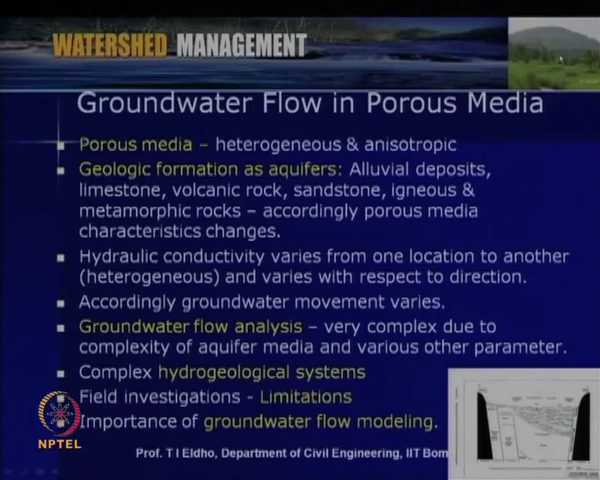 WATERSHED MANAGEMENT
Groundwater Flow in Porous Media
Porous media – heterogeneous & anisotropic
Geologic formation as aquifers: Alluvial deposits,
limestone, volcanic rock, sandstone, igneous &
metamorphic rocks – accordingly porous media
characteristics changes.
Hydraulic conductivity varies from one location to another
(heterogeneous) and varies with respect to direction.
Accordingly groundwater movement varies.
Groundwater flow analysis – very complex due to
complexity of aquifer media and various other parameter.
Complex hydrogeological systems
Field investigations - Limitations
Importance of groundwater flow modeling.
NPTEL
Prof. T I Eldho, Department of Civil Engineering, IIT Bom